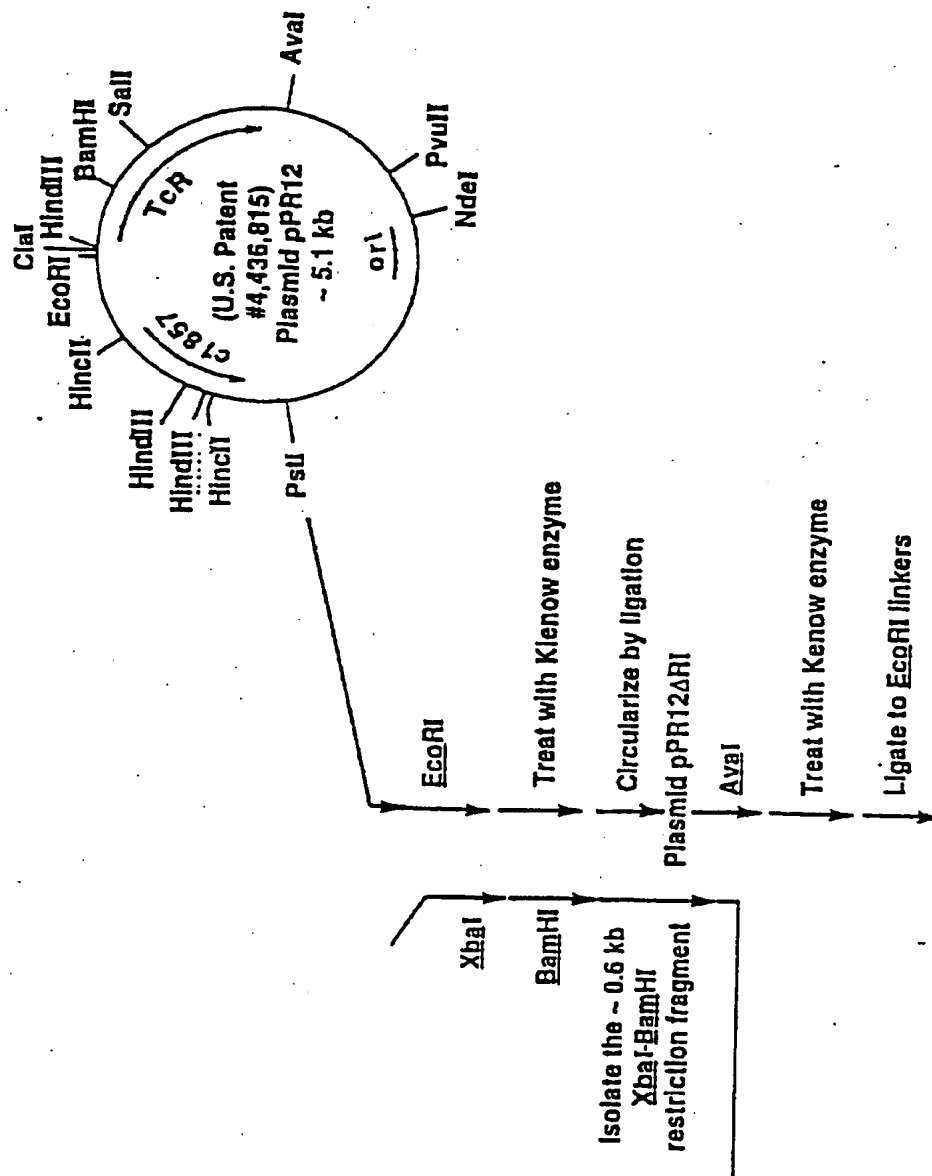 ClaI
EcoRI
HindIII
BamHI
SalI
AvaI
PvuII
NdeI
PstI
HincII
HindIII
HindIII
HincII
TcR
c1857
ori
(U.S. Patent
#4,436,815)
Plasmid pPR12
~ 5.1 kb
EcoRI
Treat with Klenow enzyme
Circularize by ligation
Plasmid pPR12ΔRI
AvaI
Treat with Kenow enzyme
Ligate to EcoRI linkers
XbaI
BamHI
Isolate the ~ 0.6 kb
XbaI-BamHI
restriction fragment